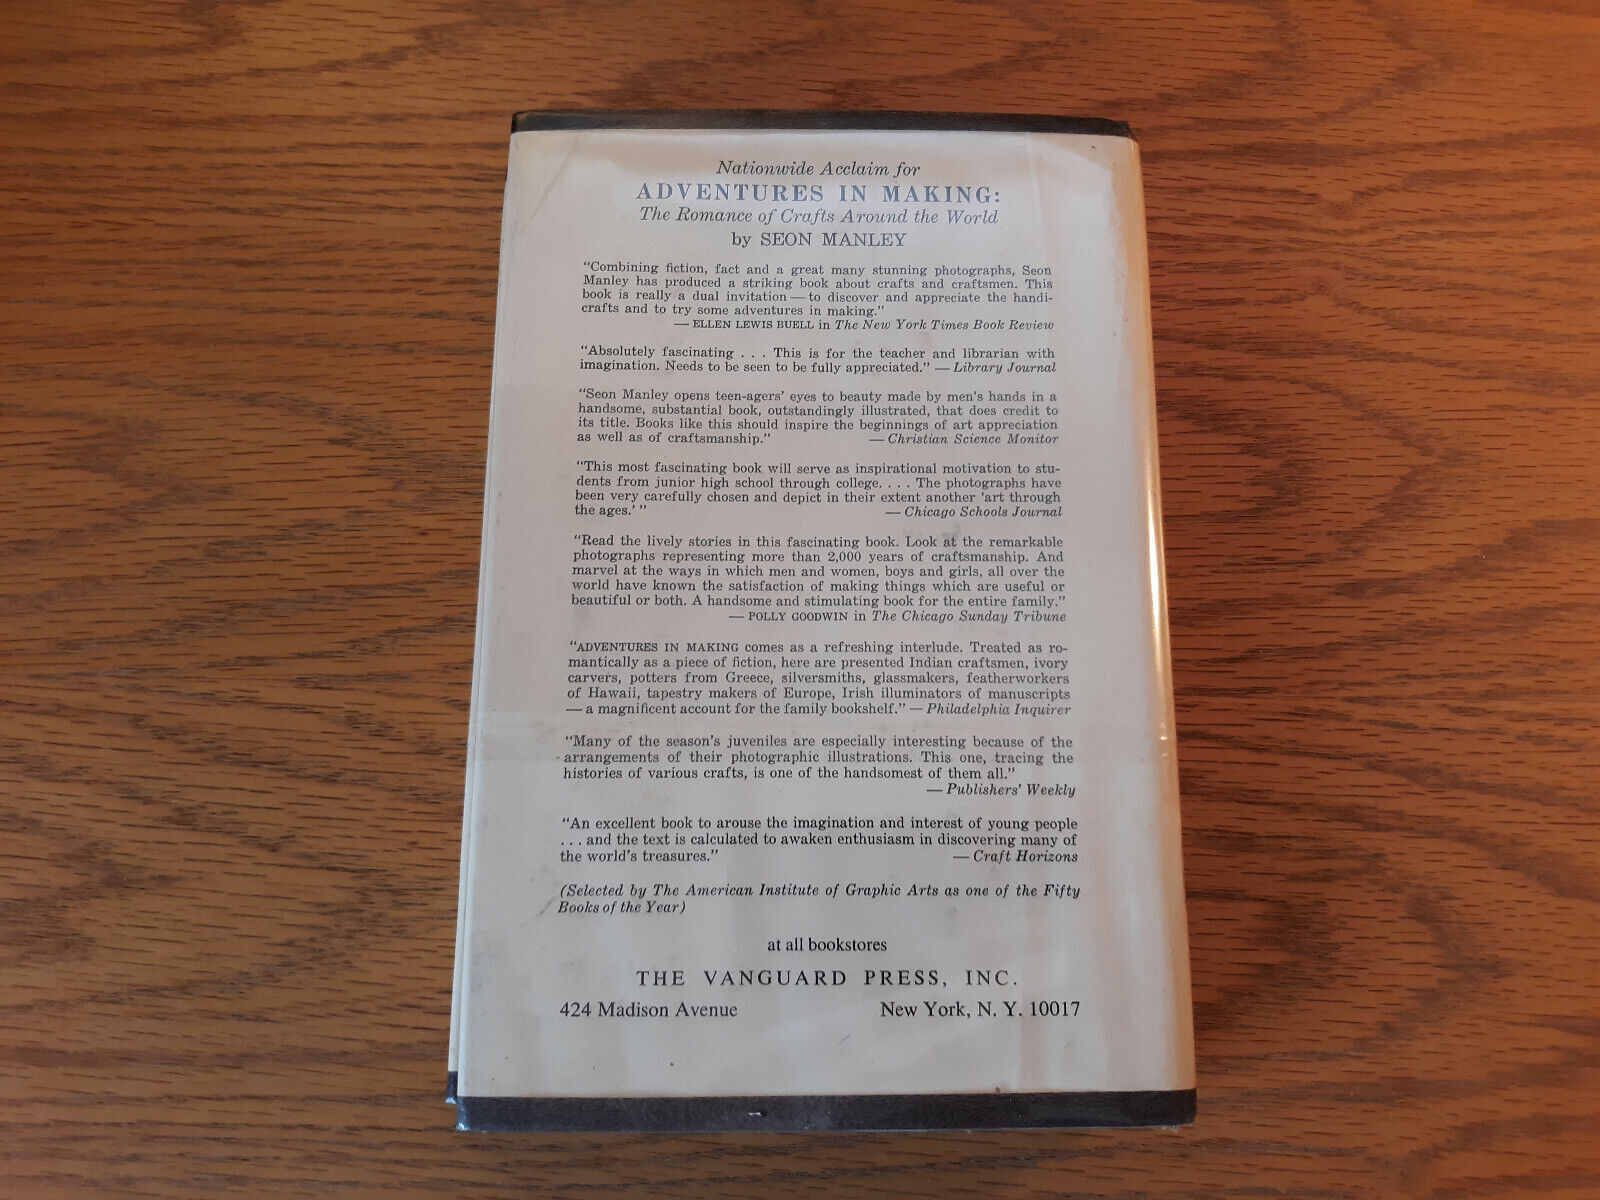 Nationwide Acclaim for
ADVENTURES IN MAKING:
The Romance of Crafts Around the World
by SEON MANLEY
"Combining fiction, fact and a great many stunning photographs, Seon
Manley has produced a striking book about crafts and craftsmen. This
book is really a dual invitation — to discover and appreciate the handi-
crafts and to try some adventures in making."
— ELLEN LEWIS BUELL in The New York Times Book Review
"Absolutely fascinating . . . This is for the teacher and librarian with
imagination. Needs to be seen to be fully appreciated." — Library Journal
"Seon Manley opens teen-agers' eyes to beauty made by men's hands in a
handsome, substantial book, outstandingly illustrated, that does credit to
its title. Books like this should inspire the beginnings of art appreciation
as well as of craftsmanship." — Christian Science Monitor
"This most fascinating book will serve as inspirational motivation to stu-
dents from junior high school through college. . . . The photographs have
been very carefully chosen and depict in their extent another 'art through
the ages.' " — Chicago Schools Journal
"Read the lively stories in this fascinating book. Look at the remarkable
photographs representing more than 2,000 years of craftsmanship. And
marvel at the ways in which men and women, boys and girls, all over the
world have known the satisfaction of making things which are useful or
beautiful or both. A handsome and stimulating book for the entire family."
— POLLY GOODWIN in The Chicago Sunday Tribune
"ADVENTURES IN MAKING comes as a refreshing interlude. Treated as ro-
mantically as a piece of fiction, here are presented Indian craftsmen, ivory
carvers, potters from Greece, silversmiths, glassmakers, featherworkers
of Hawaii, tapestry makers of Europe, Irish illuminators of manuscripts
— a magnificent account for the family bookshelf." — Philadelphia Inquirer
"Many of the season's juveniles are especially interesting because of the
arrangements of their photographic illustrations. This one, tracing the
histories of various crafts, is one of the handsomest of them all."
— Publishers' Weekly
"An excellent book to arouse the imagination and interest of young people
. . . and the text is calculated to awaken enthusiasm in discovering many of
the world's treasures." — Craft Horizons
(Selected by The American Institute of Graphic Arts as one of the Fifty
Books of the Year)
at all bookstores
THE VANGUARD PRESS, INC.
424 Madison Avenue New York, N. Y. 10017